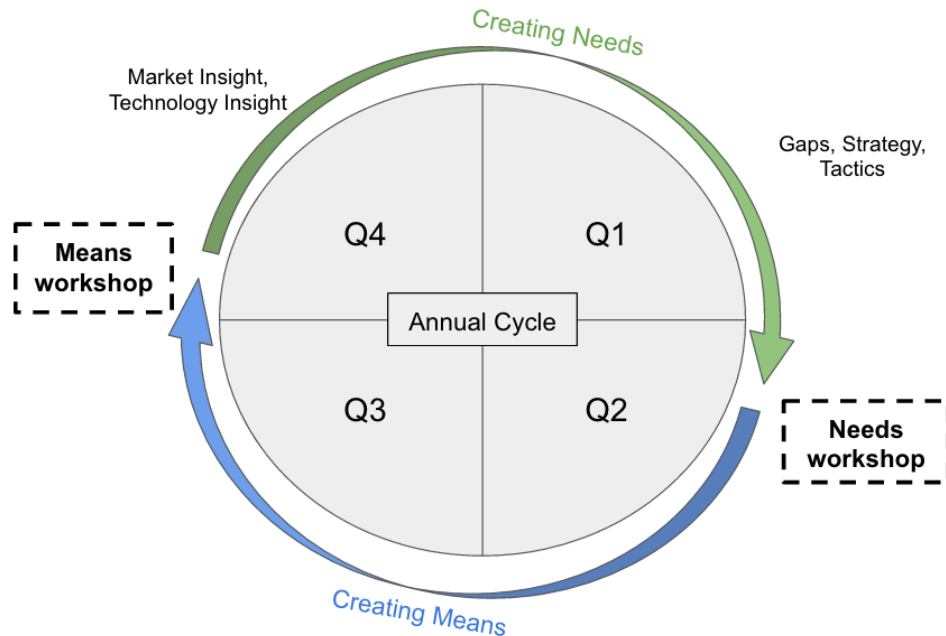 Creating Needs
Market Insight,
Technology Insight
Gaps, Strategy,
Tactics
Q4
Q1
Means
workshop
Annual Cycle
Q3
Q2
Needs
workshop
Creating Means